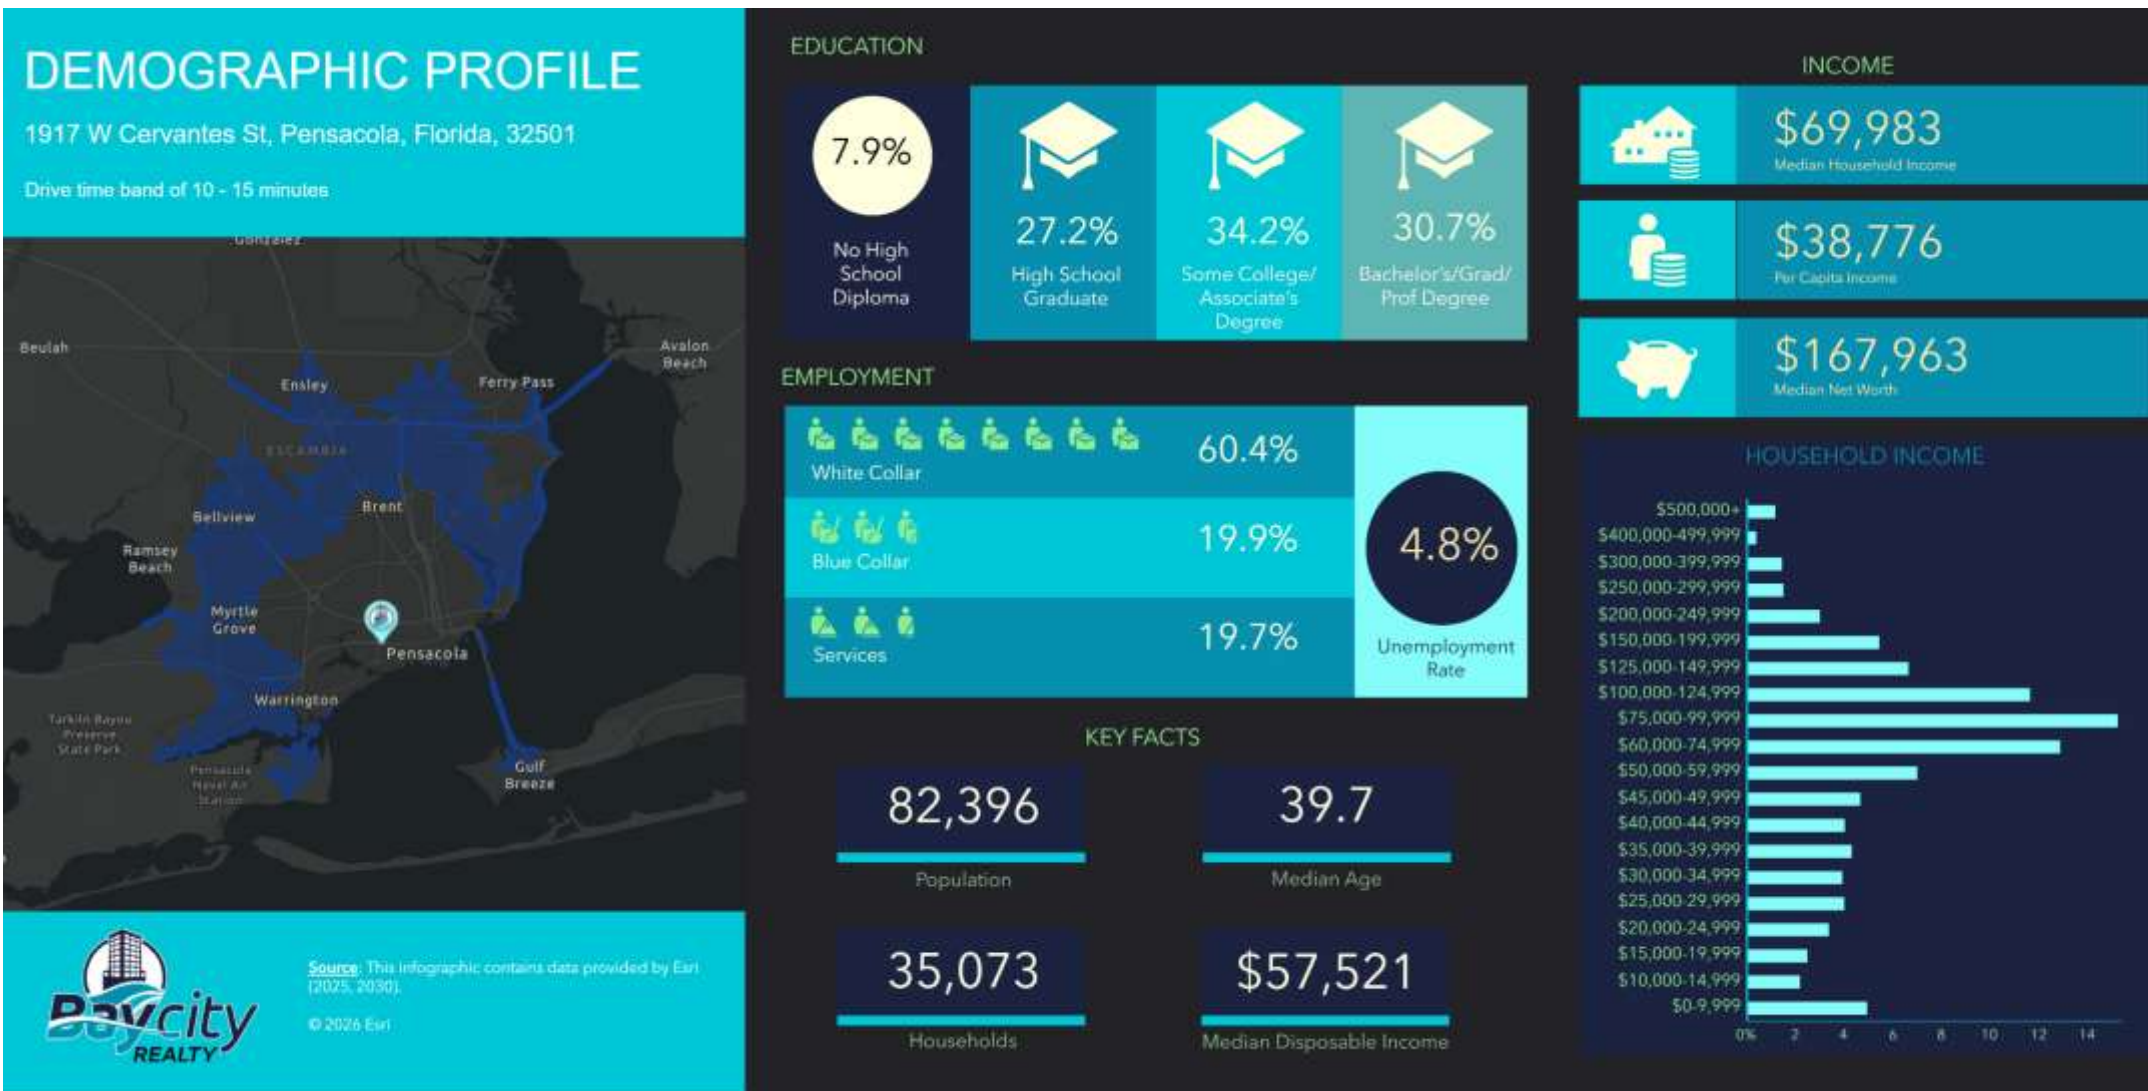 DEMOGRAPHIC PROFILE
1917 W Cervantes St, Pensacola, Florida, 32501
Drive time band of 10 - 15 minutes
Gonzalez
Beulah
Avalon
Beach
Ensley
Ferry Pass
ESCAMBIA
Brent
Bellview
Ramsey
Beach
Myrtle
Grove
Pensacola
Warrington
Tarkiln Bayou
Preserve
State Park
Pensacola
Naval Air
Station
Gulf
Breeze
Baycity
REALTY
Source: This infographic contains data provided by Esri
(2025, 2030).
© 2026 Esri
EDUCATION
7.9%
No High
School
Diploma
27.2%
High School
Graduate
34.2%
Some College/
Associate's
Degree
30.7%
Bachelor's/Grad/
Prof Degree
EMPLOYMENT
60.4%
White Collar
19.9%
Blue Collar
19.7%
Services
4.8%
Unemployment
Rate
KEY FACTS
82,396
Population
39.7
Median Age
35,073
Households
$57,521
Median Disposable Income
INCOME
$69,983
Median Household Income
$38,776
Per Capita Income
$167,963
Median Net Worth
HOUSEHOLD INCOME
$500,000+
$400,000-499,999
$300,000-399,999
$250,000-299,999
$200,000-249,999
$150,000-199,999
$125,000-149,999
$100,000-124,999
$75,000-99,999
$60,000-74,999
$50,000-59,999
$45,000-49,999
$40,000-44,999
$35,000-39,999
$30,000-34,999
$25,000-29,999
$20,000-24,999
$15,000-19,999
$10,000-14,999
$0-9,999
0% 2 4 6 8 10 12 14